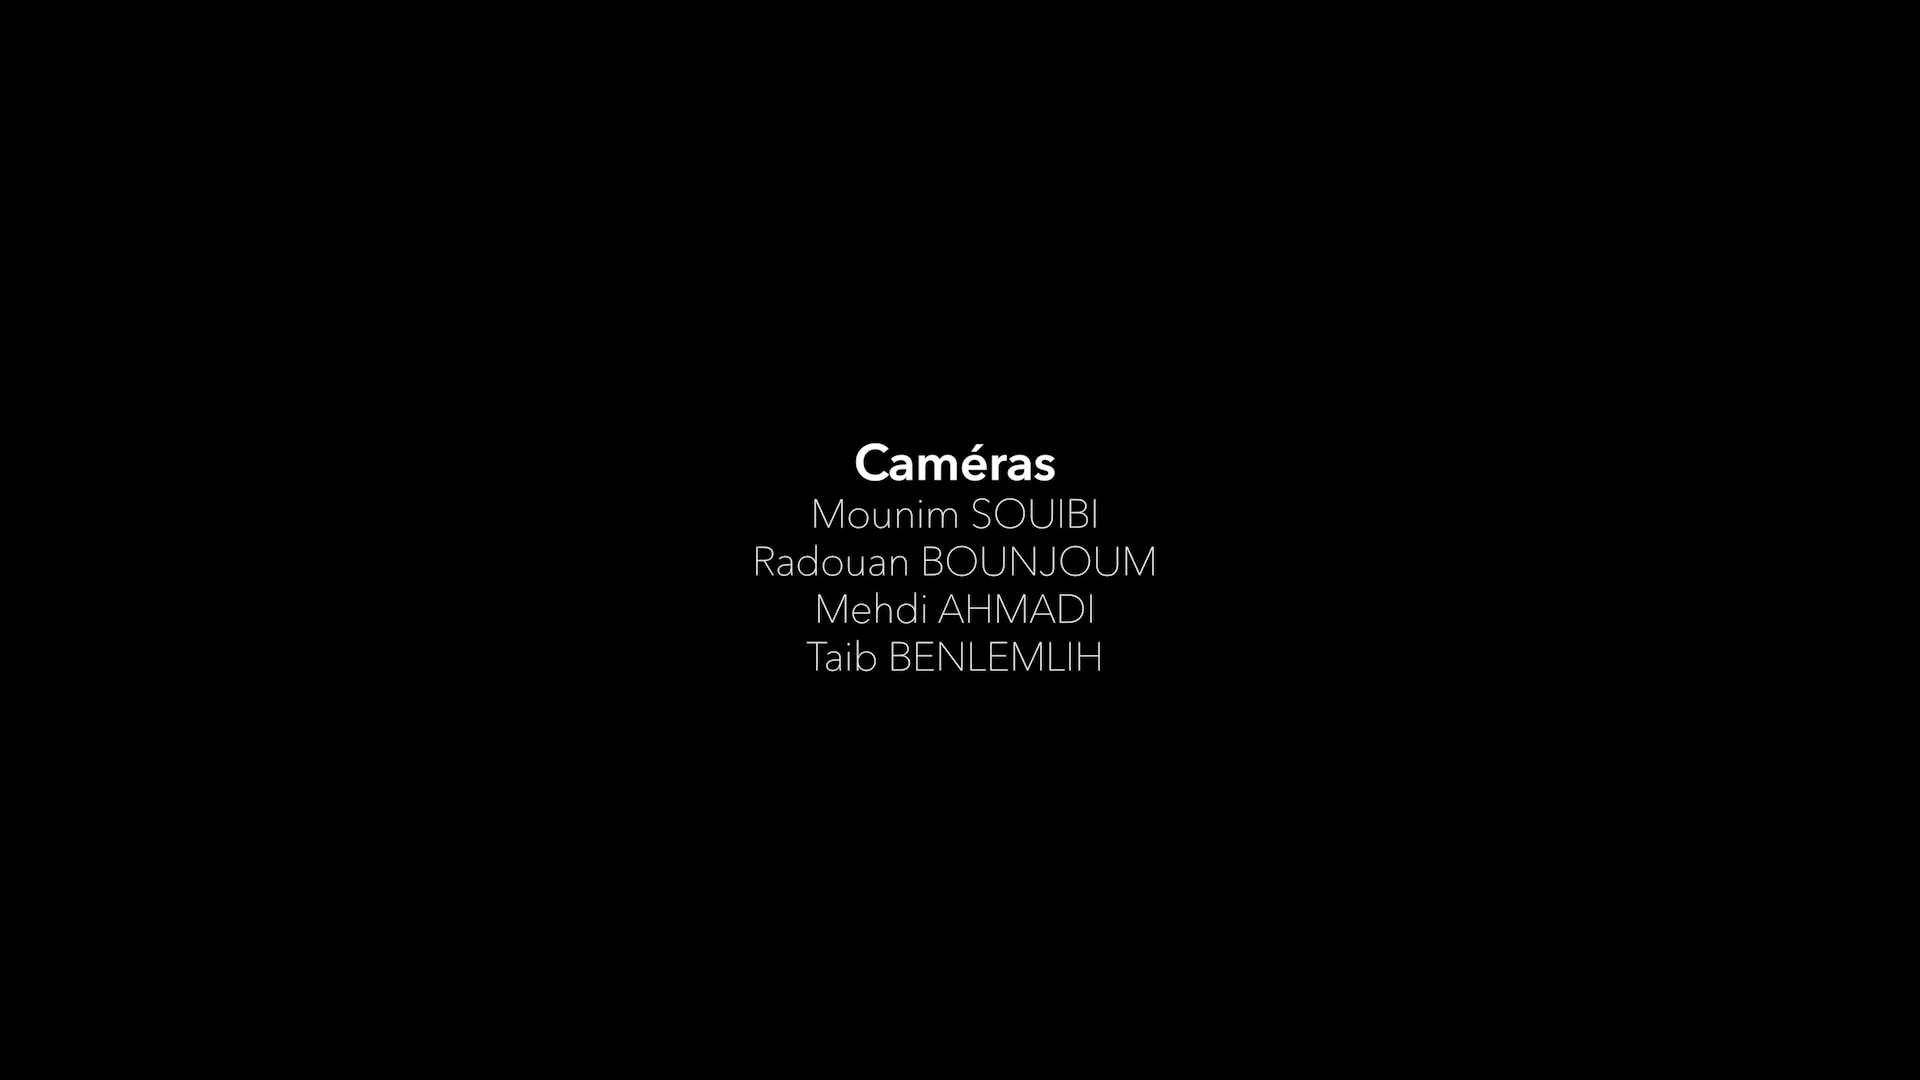 Caméras
Mounim SOUIBI
Radouan BOUNJOUM
Mehdi AHMADI
Taib BENLEMLIH